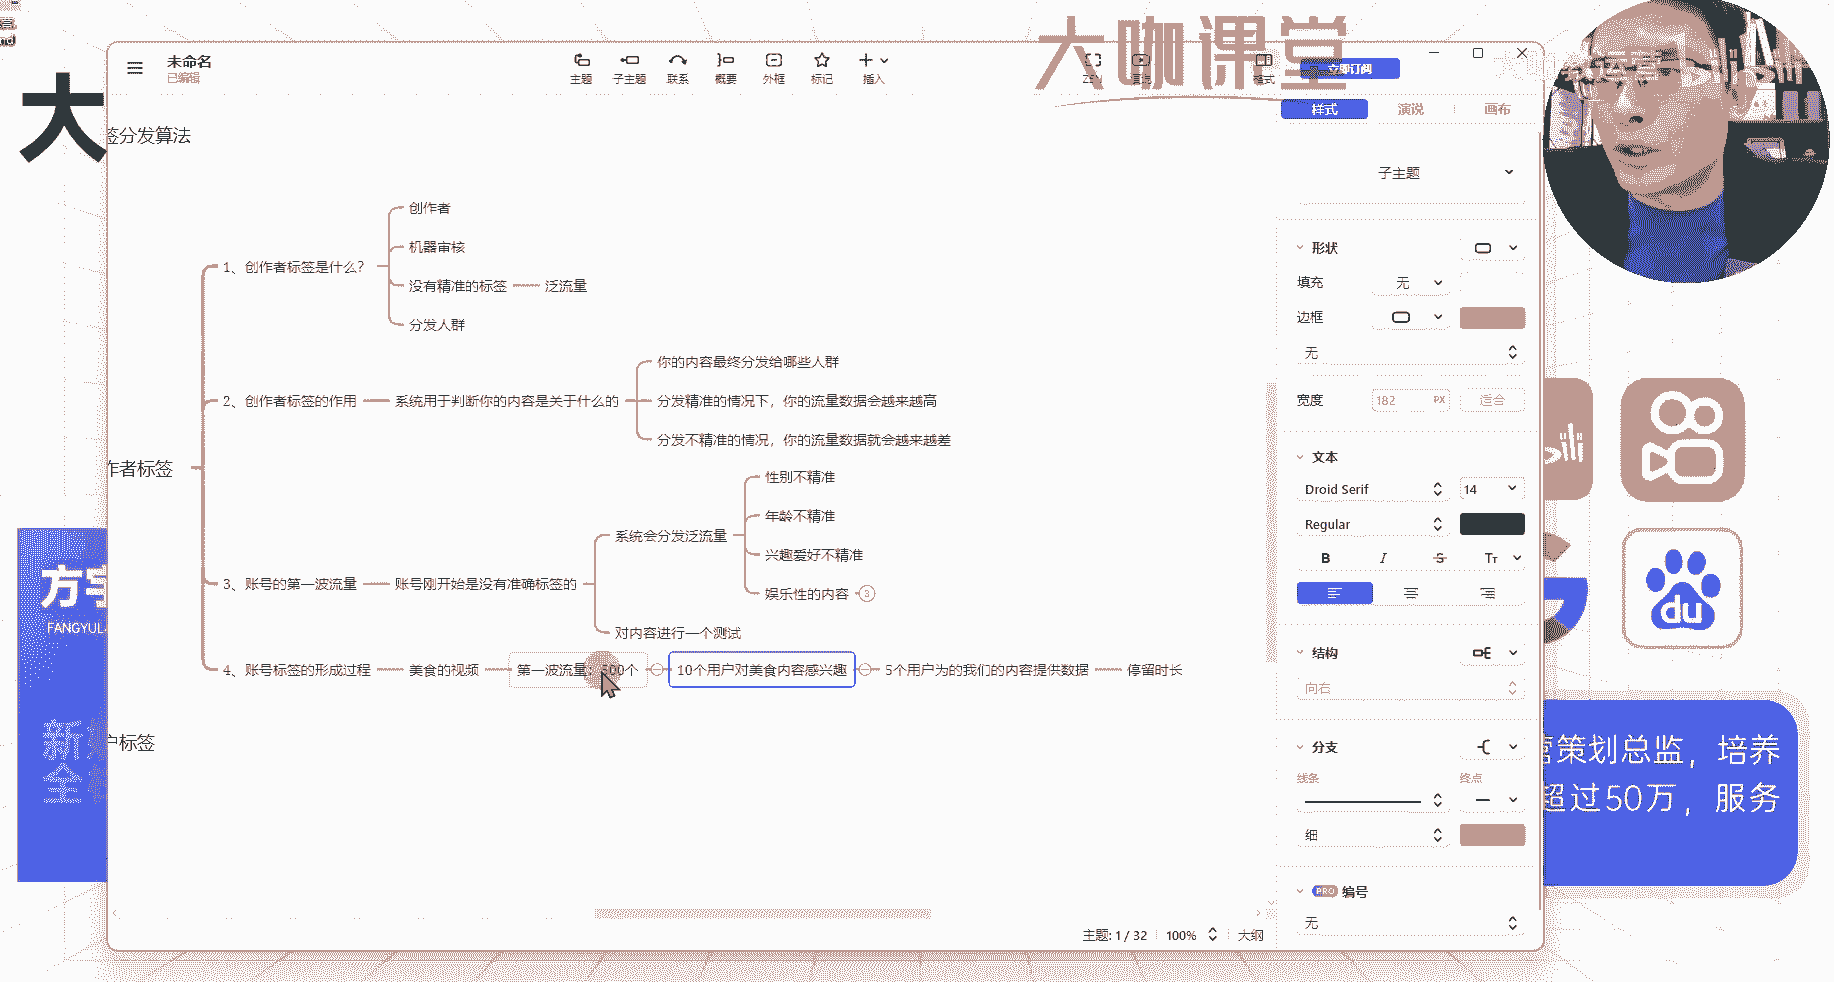 大咖课堂
未命名
已编辑
主题
子主题
联系
概要
外框
标记
插入
ZEN
格式
立即订阅
样式
演说
画布
大
签分发算法
子主题
创作者
机器审核
1、创作者标签是什么?
没有精准的标签
泛流量
分发人群
形状
填充
无
边框
无
你的内容最终分发给哪些人群
2、创作者标签的作用
系统用于判断你的内容是关于什么的
分发精准的情况下，你的流量数据会越来越高
分发不精准的情况，你的流量数据就会越来越差
宽度
182
PX
适合
作者标签
性别不精准
年龄不精准
系统会分发泛流量
兴趣爱好不精准
3、账号的第一波流量
账号刚开始是没有准确标签的
娱乐性的内容
3
对内容进行一个测试
文本
Droid Serif
14
Regular
B
I
S
Tт
4、账号标签的形成过程
美食的视频
第一波流量：500个
10个用户对美食内容感兴趣
5个用户为的我们的内容提供数据
停留时长
结构
向右
户标签
分支
线条
终点
细
PRO
编号
无
主题: 1 / 32
100%
大纲
方
FANGYUL
新
全
bili
du
营策划总监，培养
超过50万，服务